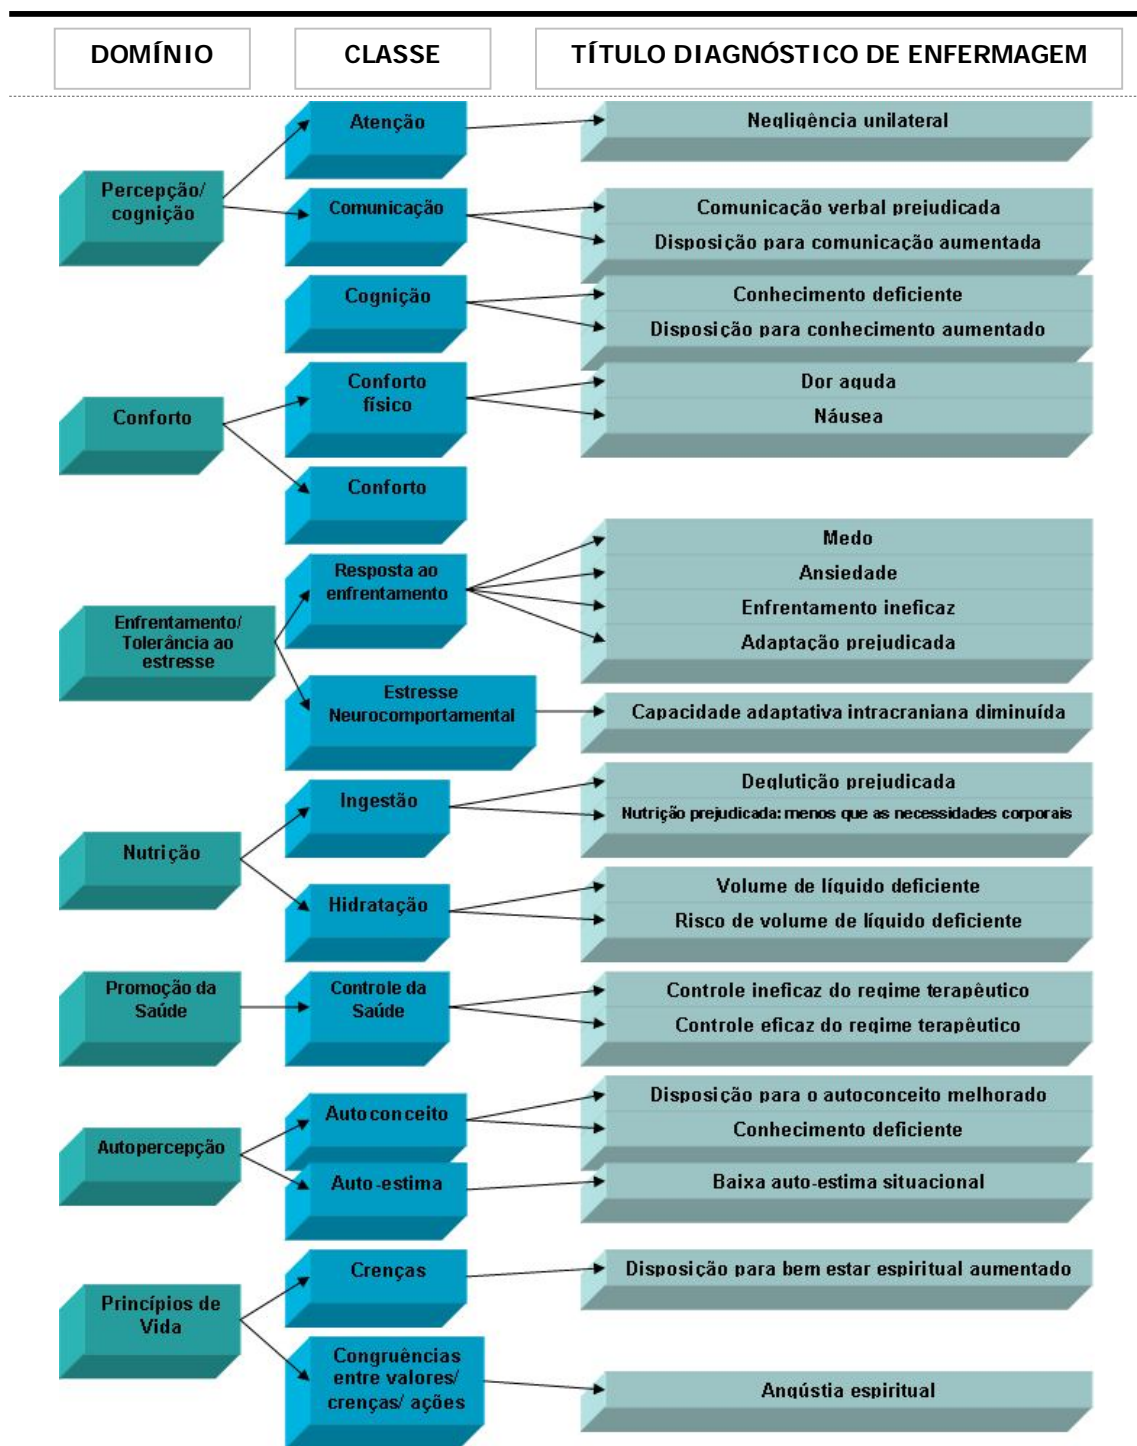 DOMÍNIO
CLASSE
TÍTULO DIAGNÓSTICO DE ENFERMAGEM
Percepção/
cognição
Atenção
Negligência unilateral
Comunicação
Comunicação verbal prejudicada
Disposição para comunicação aumentada
Cognição
Conhecimento deficiente
Disposição para conhecimento aumentado
Conforto
Conforto
físico
Dor aguda
Náusea
Conforto
Enfrentamento/
Tolerância ao
estresse
Resposta ao
enfrentamento
Medo
Ansiedade
Enfrentamento ineficaz
Adaptação prejudicada
Estresse
Neurocomportamental
Capacidade adaptativa intracraniana diminuída
Nutrição
Ingestão
Deglutição prejudicada
Nutrição prejudicada: menos que as necessidades corporais
Hidratação
Volume de líquido deficiente
Risco de volume de líquido deficiente
Promoção da
Saúde
Controle da
Saúde
Controle ineficaz do regime terapêutico
Controle eficaz do regime terapêutico
Autopercepção
Autoconceito
Disposição para o autoconceito melhorado
Conhecimento deficiente
Auto-estima
Baixa auto-estima situacional
Princípios de
Vida
Crenças
Disposição para bem estar espiritual aumentado
Congruências
entre valores/
crenças/ ações
Angústia espiritual